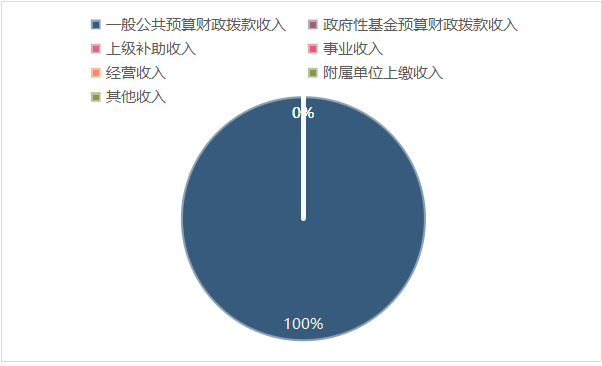 一般公共预算财政拨款收入 政府性基金预算财政拨款收入
上级补助收入 事业收入
经营收入 附属单位上缴收入
其他收入
0%
100%